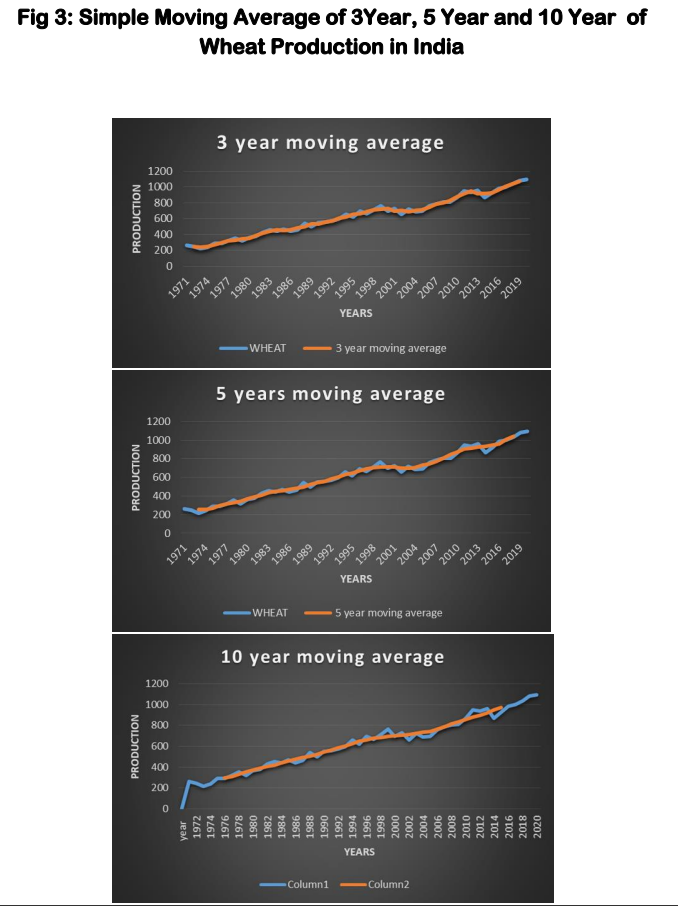 Fig 3: Simple Moving Average of 3Year, 5 Year and 10 Year of
Wheat Production in India
3 year moving average
1200
1000
800
600
400
200
0
PRODUCTION
1971 1974 1977 1980 1983 1986 1989 1992 1995 1998 2001 2004 2007 2010 2013 2016 2019
YEARS
WHEAT 3 year moving average
5 years moving average
1200
1000
800
600
400
200
0
PRODUCTION
1971 1974 1977 1980 1983 1986 1989 1992 1995 1998 2001 2004 2007 2010 2013 2016 2019
YEARS
WHEAT 5 year moving average
10 year moving average
1200
1000
800
600
400
200
0
PRODUCTION
year 1972 1974 1976 1978 1980 1982 1984 1986 1988 1990 1992 1994 1996 1998 2000 2002 2004 2006 2008 2010 2012 2014 2016 2018 2020
YEARS
Column1 Column2